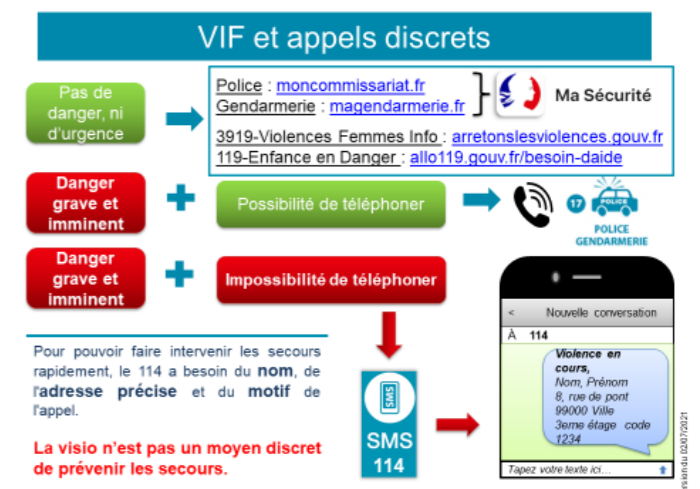 VIF et appels discrets
Pas de
danger, ni
d'urgence
Police : moncommissariat.fr
Gendarmerie : magendarmerie.fr
Ma Sécurité
3919-Violences Femmes Info : arretonslesviolences.gouv.fr
119-Enfance en Danger : allo119.gouv.fr/besoin-daide
Danger
grave et
imminent
+
Possibilité de téléphoner
17
POLICE
POLICE
GENDARMERIE
Danger
grave et
imminent
+
Impossibilité de téléphoner
Pour pouvoir faire intervenir les secours
rapidement, le 114 a besoin du nom, de
l'adresse précise et du motif de
l'appel.
La visio n'est pas un moyen discret
de prévenir les secours.
SMS
SMS
114
< Nouvelle conversation
À 114
Violence en
cours,
Nom, Prénom
8, rue de pont
99000 Ville
3eme étage code
1234
Tapez votre texte ici…
du 02/07/2021